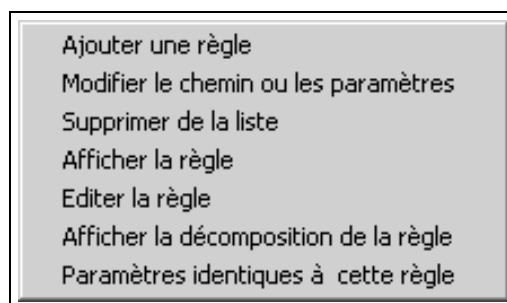 Ajouter une règle
Modifier le chemin ou les paramètres
Supprimer de la liste
Afficher la règle
Editer la règle
Afficher la décomposition de la règle
Paramètres identiques à  cette règle